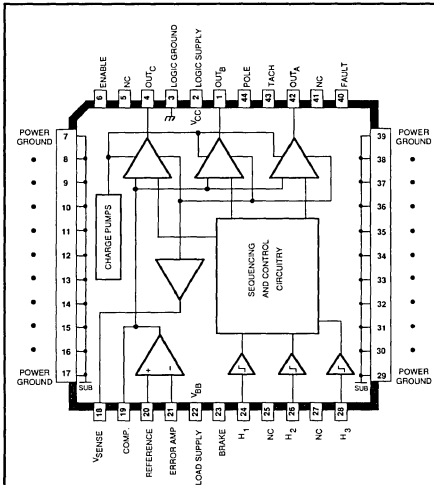 ENABLE
NC
OUTC
LOGIC GROUND
LOGIC SUPPLY
OUTB
POLE
TACH
OUTA
NC
FAULT
6
5
4
3
2
1
44
43
42
41
40
VCC
POWER GROUND
7
8
9
10
11
12
13
14
15
16
17
POWER GROUND
SUB
CHARGE PUMPS
SEQUENCING AND CONTROL CIRCUITRY
+
−
POWER GROUND
39
38
37
36
35
34
33
32
31
30
29
POWER GROUND
SUB
VBB
18
19
20
21
22
23
24
25
26
27
28
VSENSE
COMP.
REFERENCE
ERROR AMP
LOAD SUPPLY
BRAKE
H1
NC
H2
NC
H3